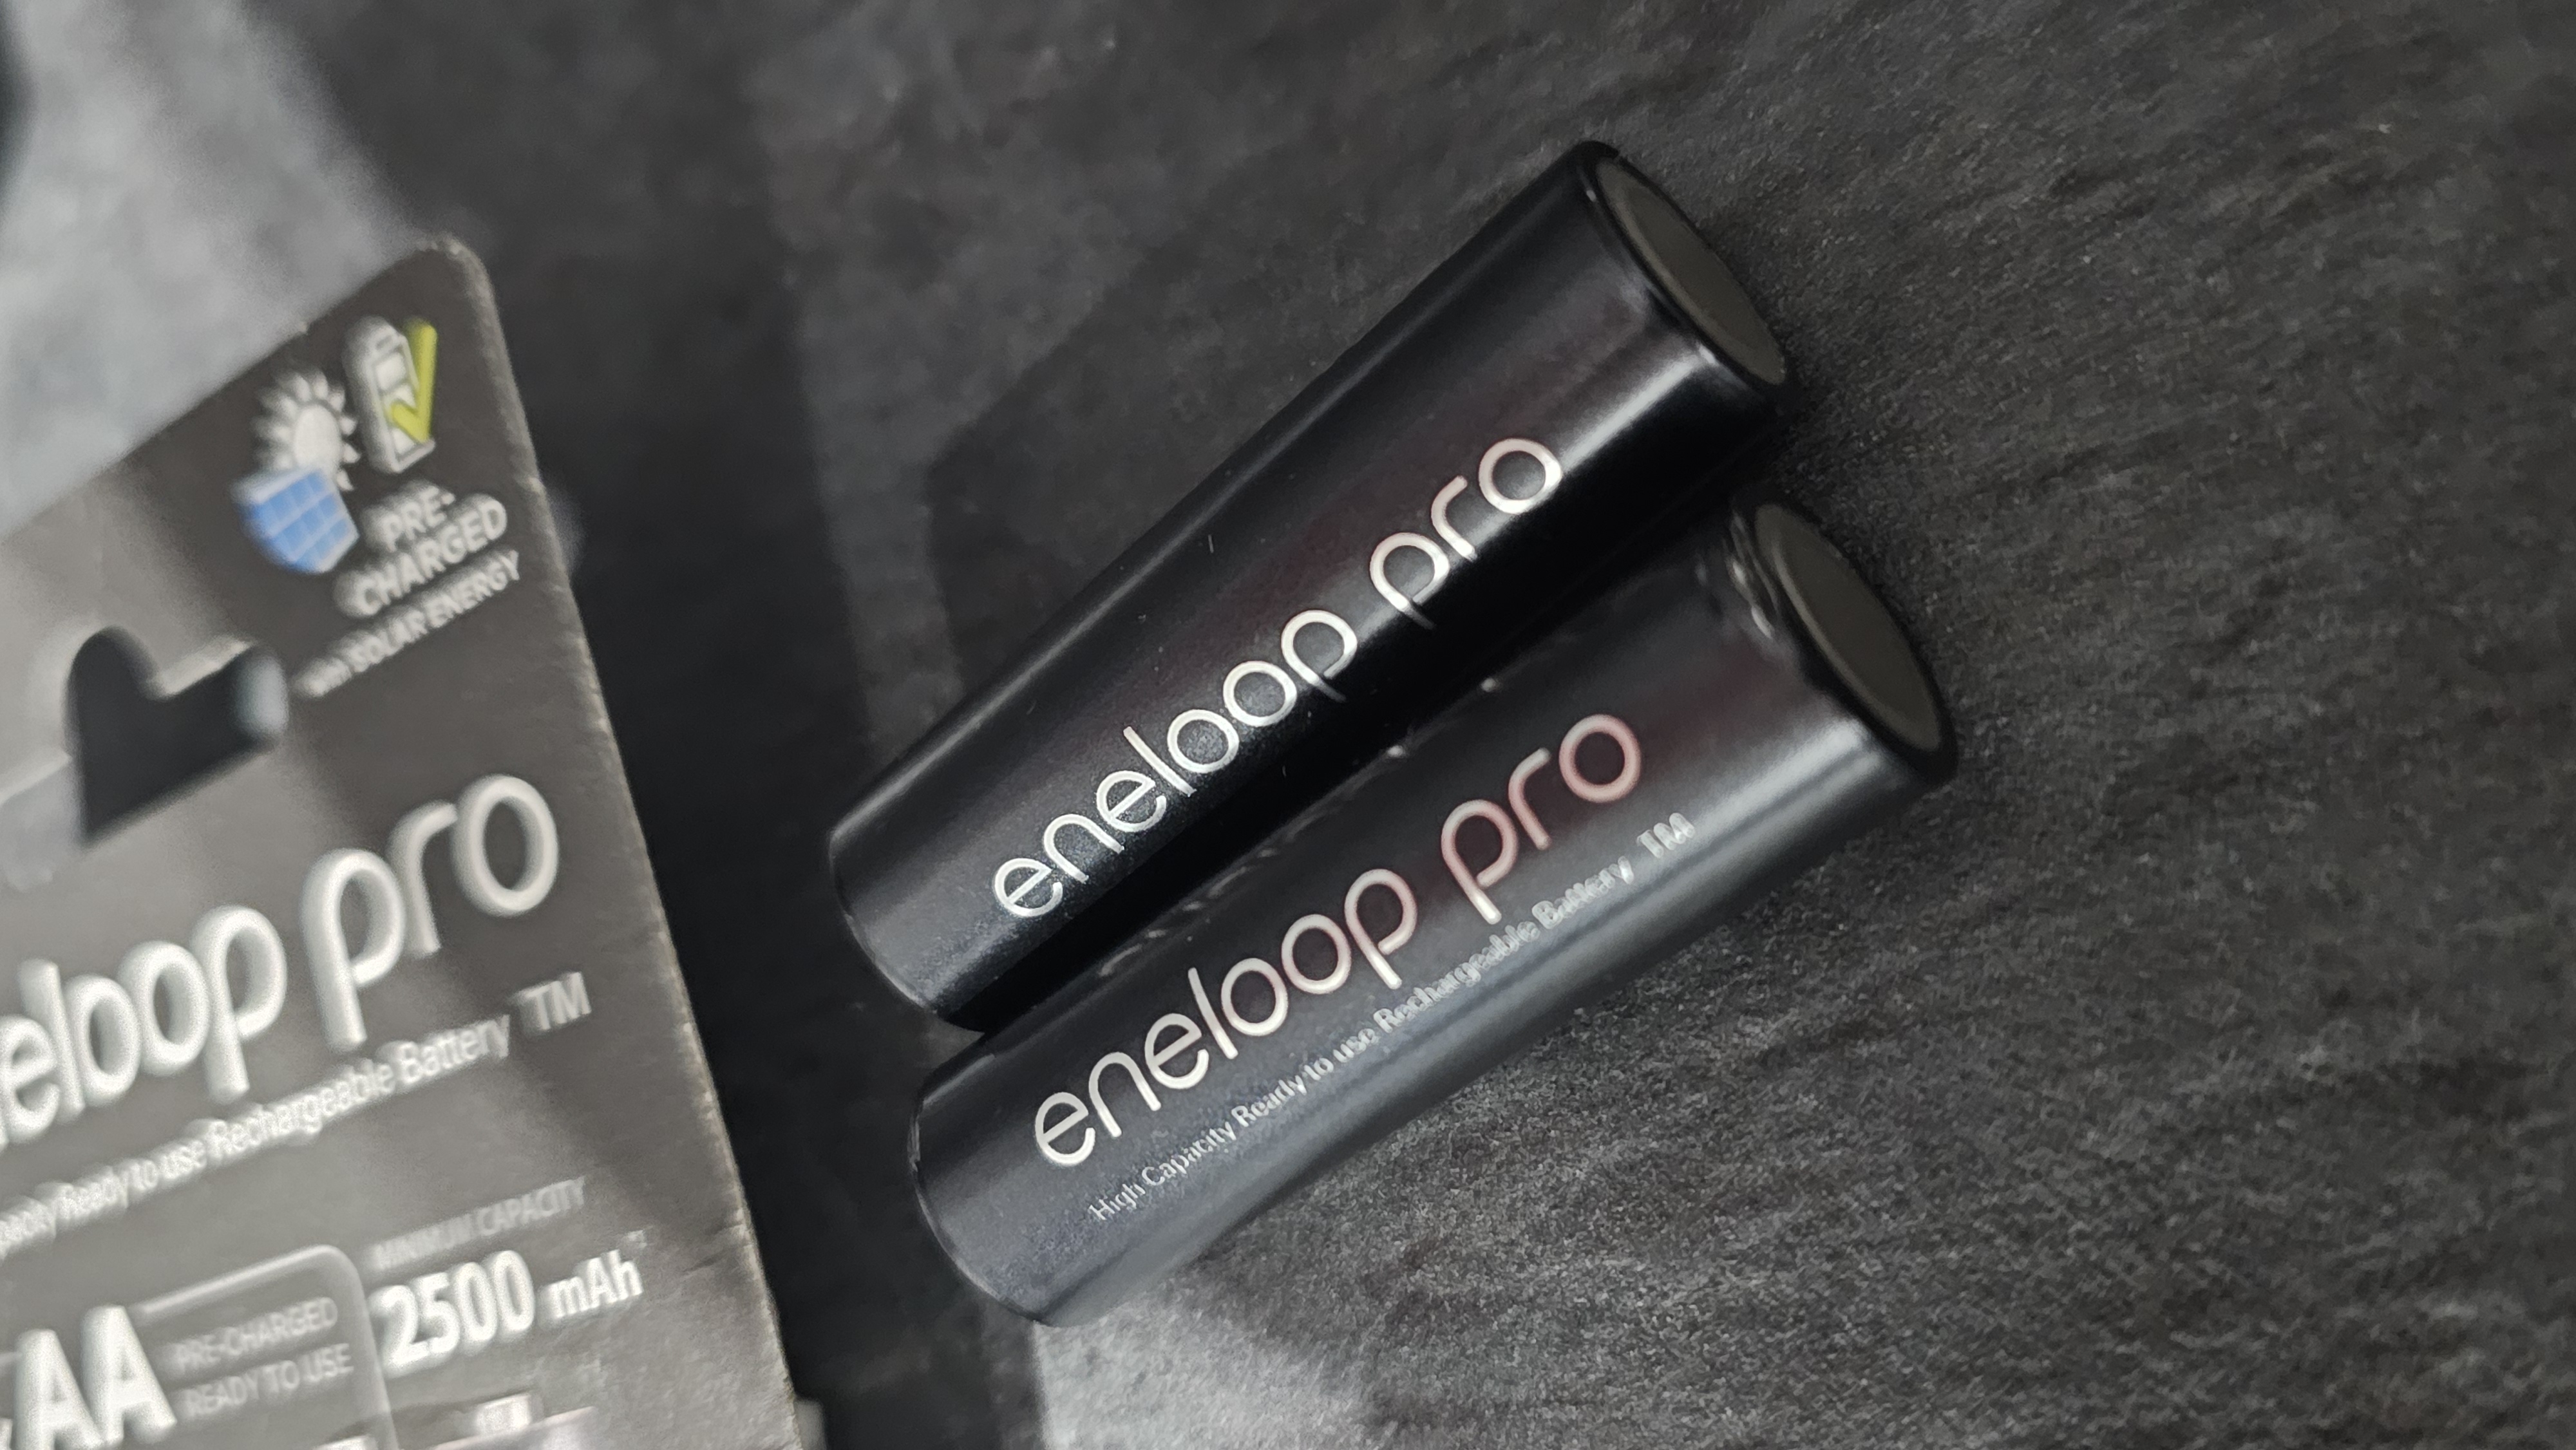 PRE-
CHARGED
with SOLAR ENERGY
eneloop pro
Ready to use Rechargeable Battery TM
MINIMUM CAPACITY
2500 mAh
AA
PRE-CHARGED
READY TO USE
eneloop pro
eneloop pro
High Capacity Ready to use Rechargeable Battery TM